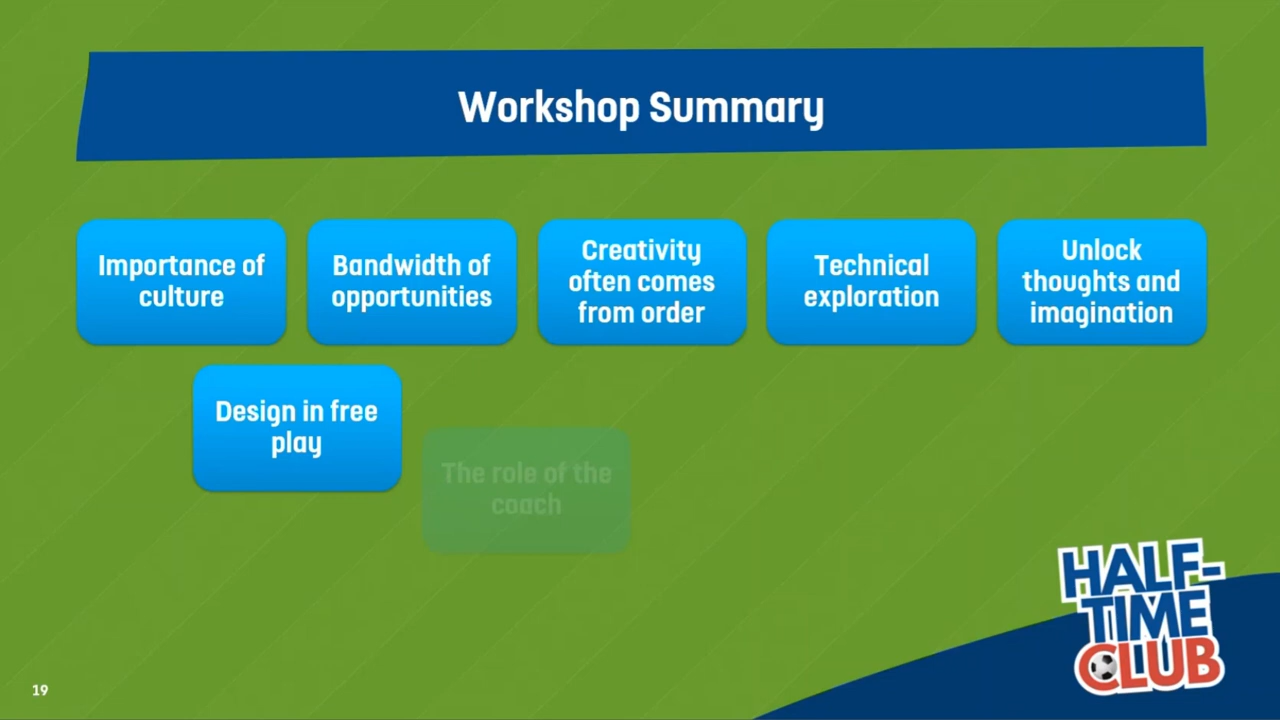 Workshop Summary
Importance of
culture
Bandwidth of
opportunities
Creativity
often comes
from order
Technical
exploration
Unlock
thoughts and
imagination
Design in free
play
The role of the
coach
HALF-
TIME
CLUB
19